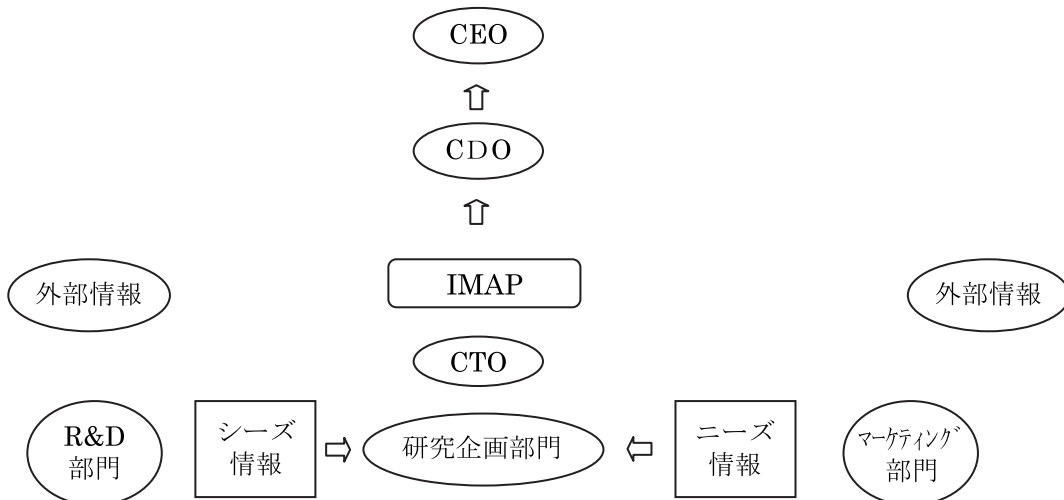 CEO
CDO
IMAP
外部情報
外部情報
CTO
R&D
部門
シーズ
情報
研究企画部門
ニーズ
情報
マーケティング
部門